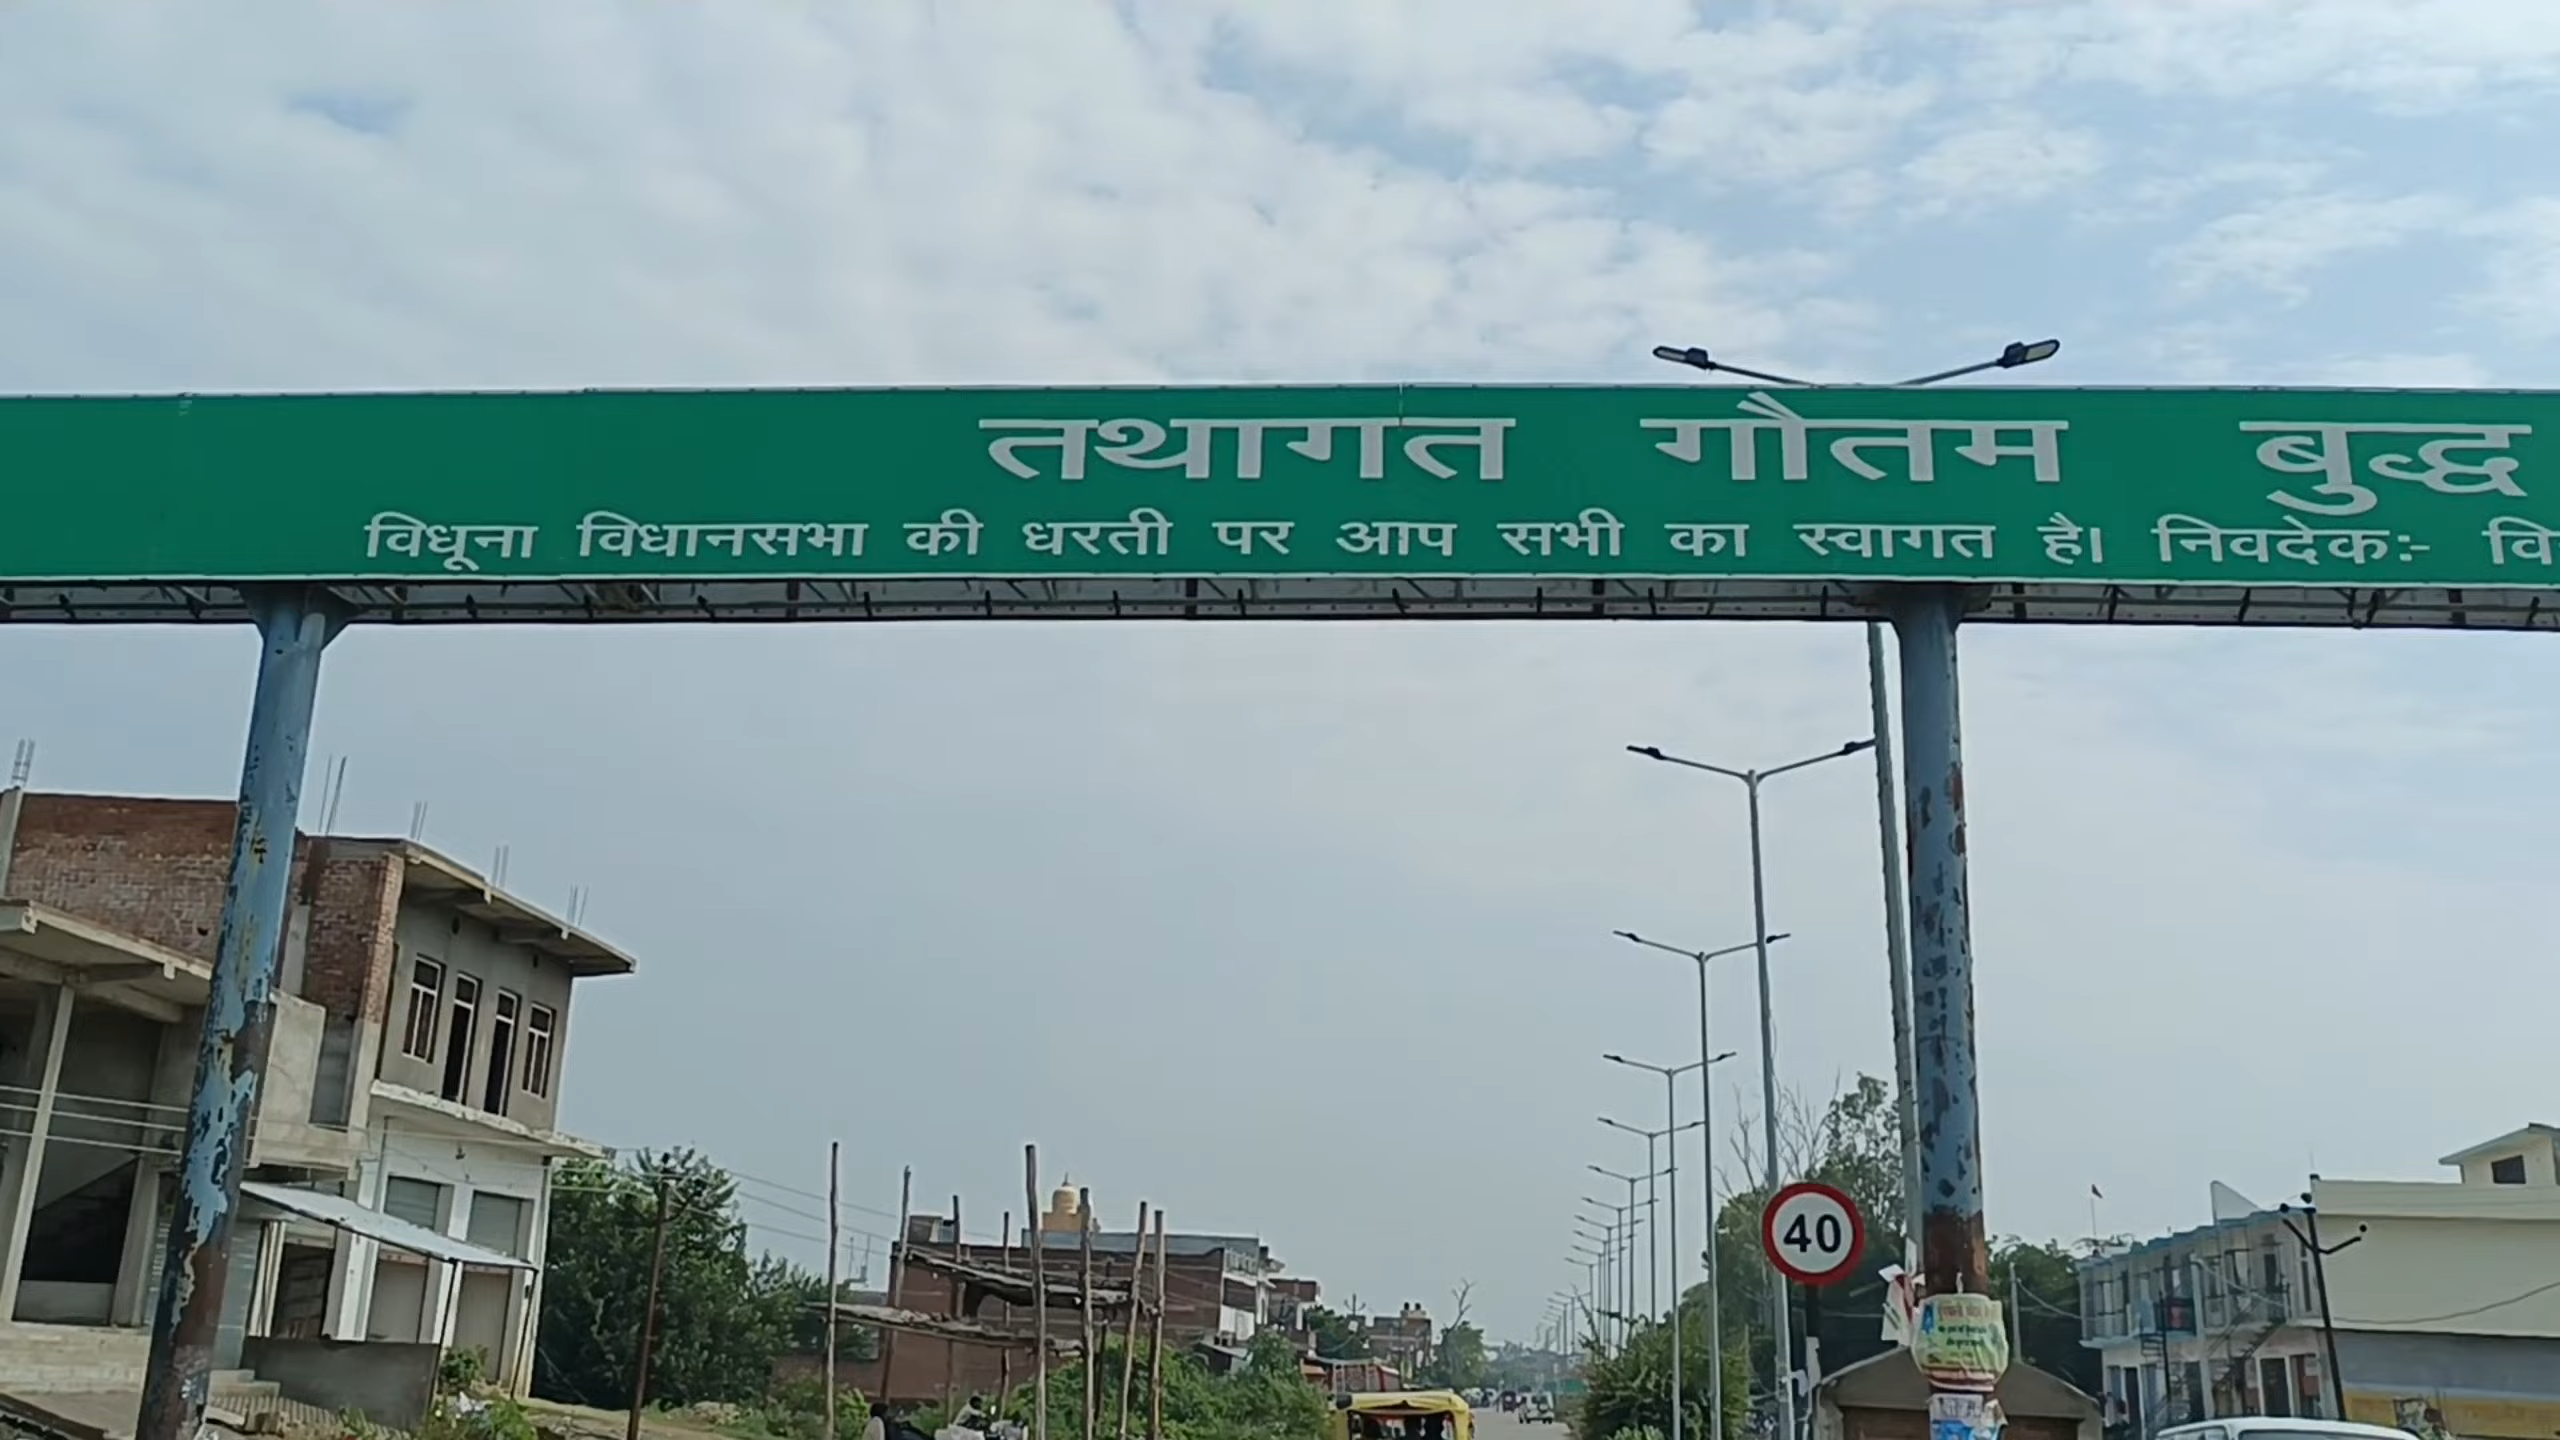 तथागत गौतम बुद्ध
विधूना विधानसभा की धरती पर आप सभी का स्वागत है। निवदेकः-
40